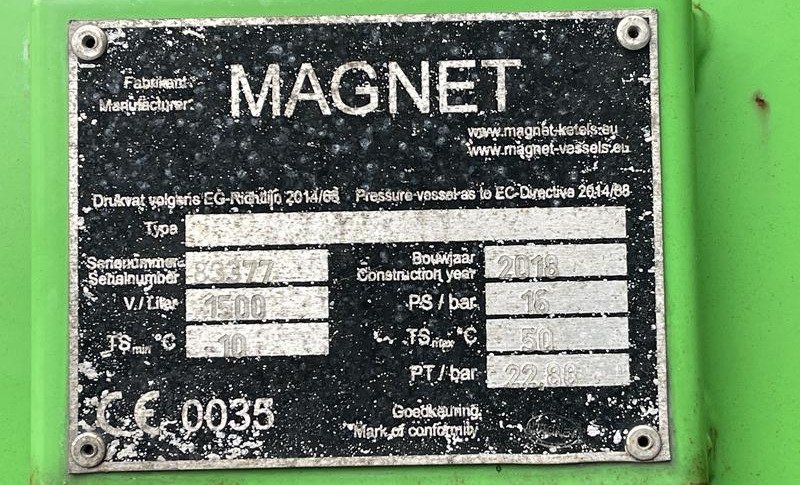 MAGNET
Fabrikant
Manufacturer
www.magnet-ketels.eu
www.magnet-vessels.eu
Drukvat volgens EG-Richtlijn 2014/68 Pressure vessel as to EC-Directive 2014/68
Type
Serienummer
Serialnumber 83377
Bouwjaar
Construction year 2018
V./Liter 1500 PS / bar 16
TSmin °C 10 TSmax °C 50
PT / bar 22,88
CE 0035
Goedkeuring
Mark of conformity